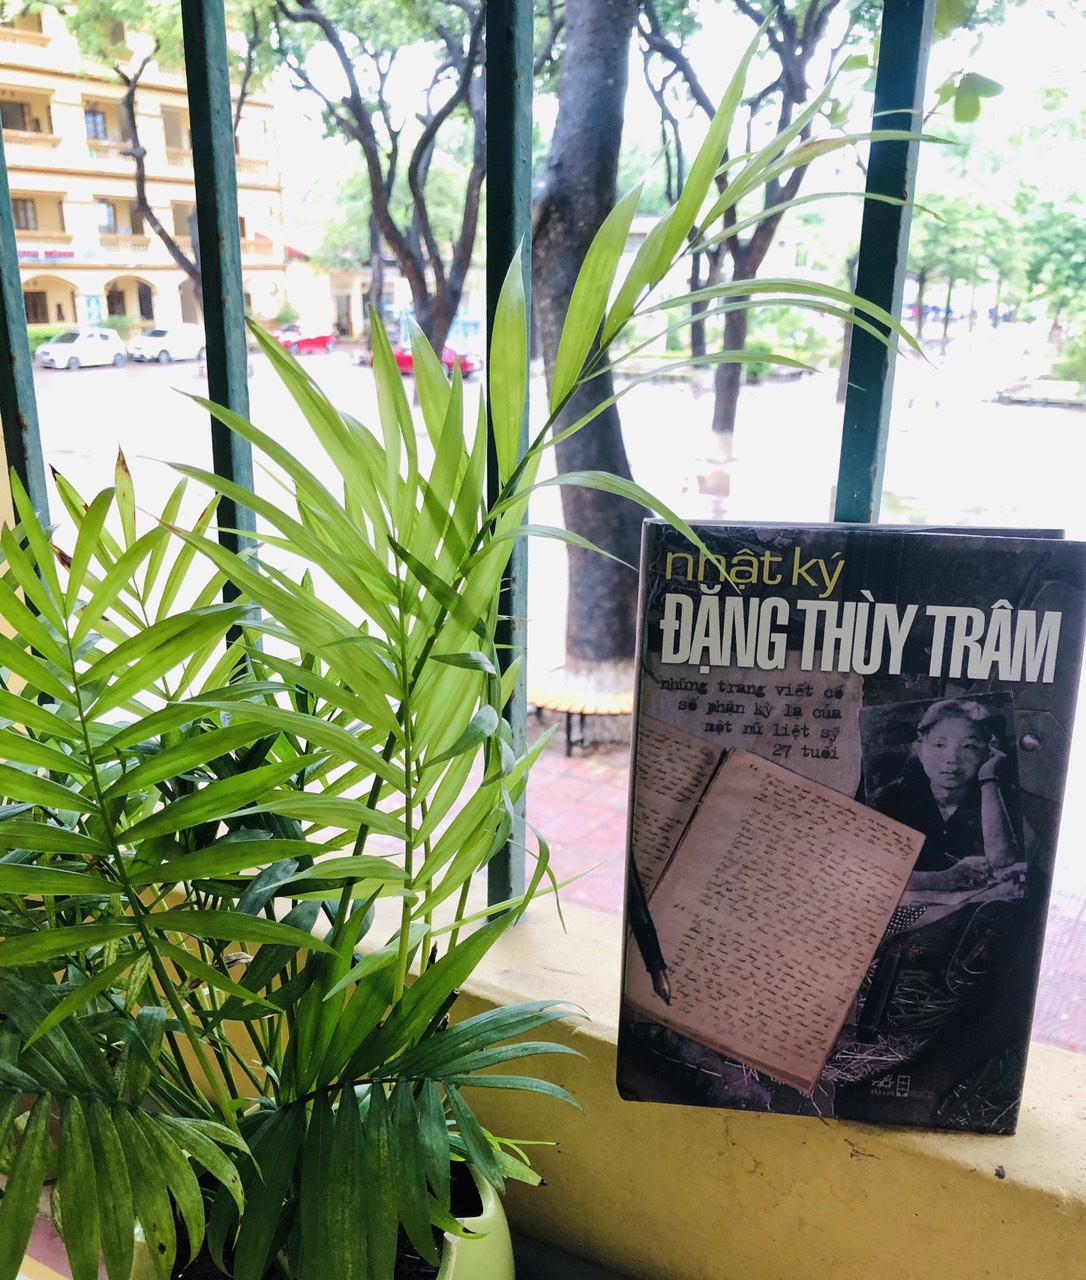 nhật ký
ĐẶNG THÙY TRÂM
những trang viết có
số phận kỳ lạ của
một nữ liệt sỹ
27 tuổi